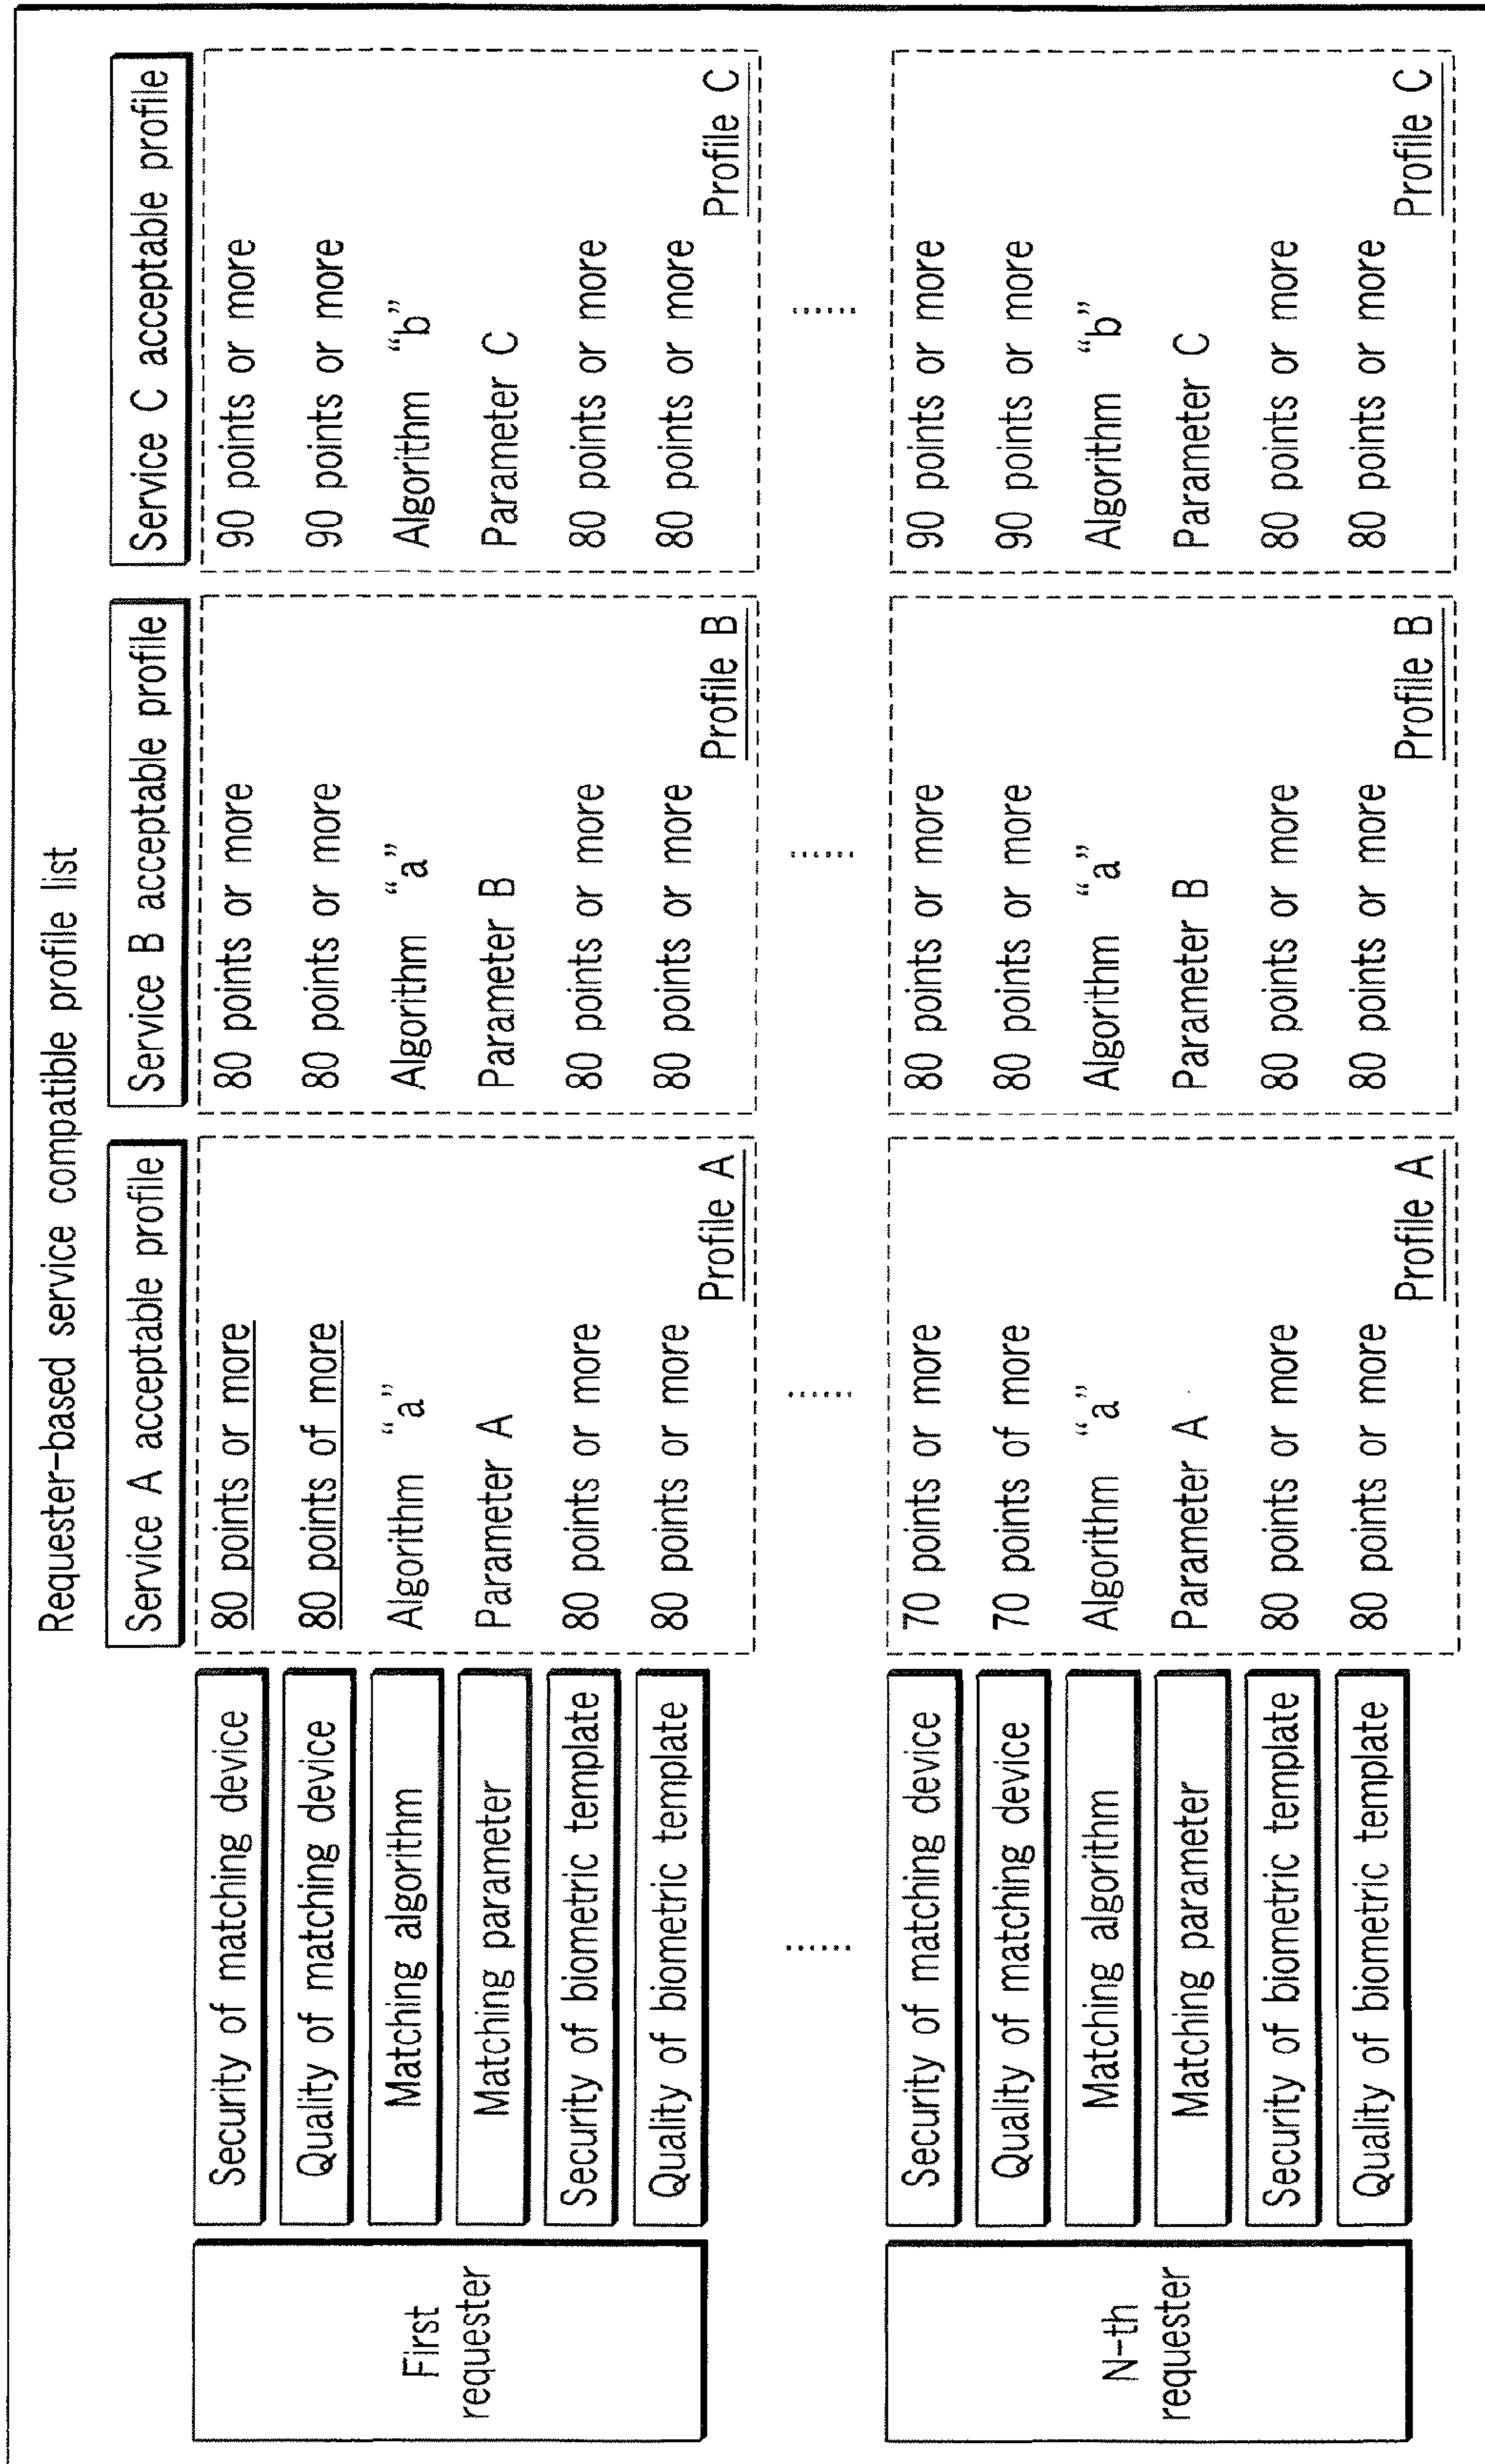 Requester-based service compatible profile list
Service A acceptable profile
Service B acceptable profile
Service C acceptable profile
First
requester
Security of matching device
80 points or more
80 points or more
90 points or more
Quality of matching device
80 points of more
80 points or more
90 points or more
Matching algorithm
Algorithm “a”
Algorithm “a”
Algorithm “b”
Matching parameter
Parameter A
Parameter B
Parameter C
Security of biometric template
80 points or more
80 points or more
80 points or more
Quality of biometric template
80 points or more
80 points or more
80 points or more
Profile A
Profile B
Profile C
......
......
......
......
N-th
requester
Security of matching device
70 points or more
80 points or more
90 points or more
Quality of matching device
70 points of more
80 points or more
90 points or more
Matching algorithm
Algorithm “a”
Algorithm “a”
Algorithm “b”
Matching parameter
Parameter A
Parameter B
Parameter C
Security of biometric template
80 points or more
80 points or more
80 points or more
Quality of biometric template
80 points or more
80 points or more
80 points or more
Profile A
Profile B
Profile C